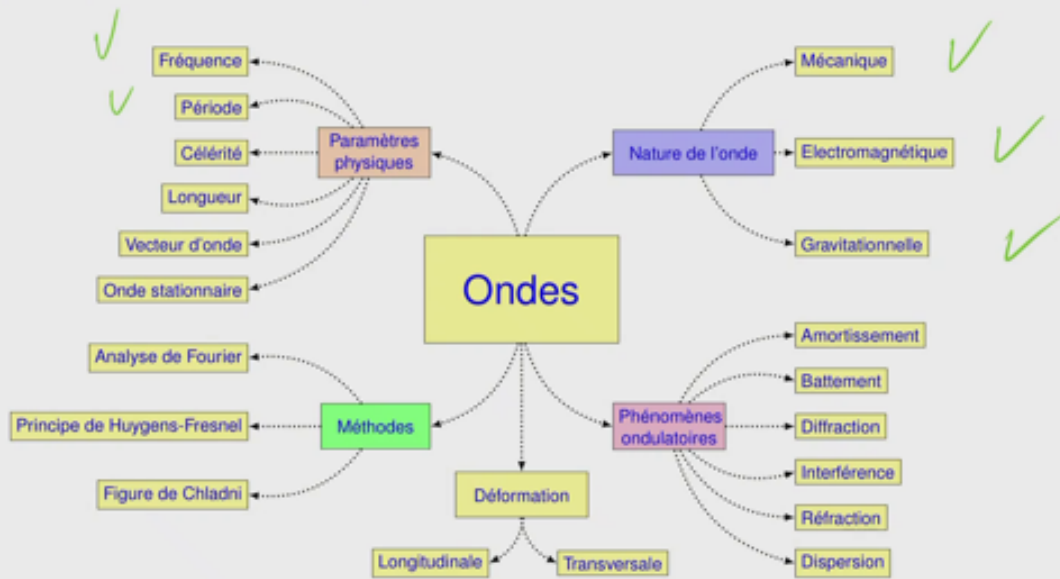 Fréquence
Période
Célérité
Longueur
Vecteur d'onde
Onde stationnaire
Paramètres
physiques
Nature de l'onde
Mécanique
Electromagnétique
Gravitationnelle
Ondes
Analyse de Fourier
Principe de Huygens-Fresnel
Figure de Chladni
Méthodes
Déformation
Longitudinale
Transversale
Phénomènes
ondulatoires
Amortissement
Battement
Diffraction
Interférence
Réfraction
Dispersion